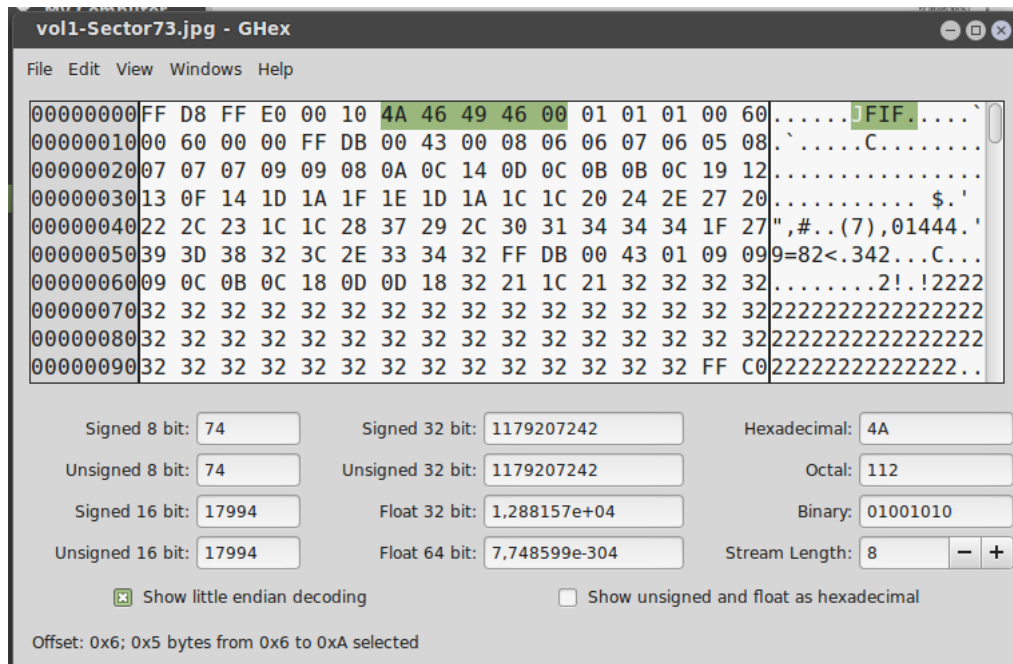 My Computer
vol1-Sector73.jpg - GHex
File Edit View Windows Help
00000000 FF D8 FF E0 00 10 4A 46 49 46 00 01 01 01 00 60 ......JFIF.....`
00000010 00 60 00 00 FF DB 00 43 00 08 06 06 07 06 05 08 .`.....C........
00000020 07 07 07 09 09 08 0A 0C 14 0D 0C 0B 0B 0C 19 12 ................
00000030 13 0F 14 1D 1A 1F 1E 1D 1A 1C 1C 20 24 2E 27 20 ........... $.' 
00000040 22 2C 23 1C 1C 28 37 29 2C 30 31 34 34 34 1F 27 ",#..(7),01444.'
00000050 39 3D 38 32 3C 2E 33 34 32 FF DB 00 43 01 09 09 9=82<.342...C...
00000060 09 0C 0B 0C 18 0D 0D 18 32 21 1C 21 32 32 32 32 ........2!.!2222
00000070 32 32 32 32 32 32 32 32 32 32 32 32 32 32 32 32 2222222222222222
00000080 32 32 32 32 32 32 32 32 32 32 32 32 32 32 32 32 2222222222222222
00000090 32 32 32 32 32 32 32 32 32 32 32 32 32 32 FF C0 22222222222222..
Signed 8 bit: 74 Signed 32 bit: 1179207242 Hexadecimal: 4A
Unsigned 8 bit: 74 Unsigned 32 bit: 1179207242 Octal: 112
Signed 16 bit: 17994 Float 32 bit: 1,288157e+04 Binary: 01001010
Unsigned 16 bit: 17994 Float 64 bit: 7,748599e-304 Stream Length: 8 − +
Show little endian decoding Show unsigned and float as hexadecimal
Offset: 0x6; 0x5 bytes from 0x6 to 0xA selected